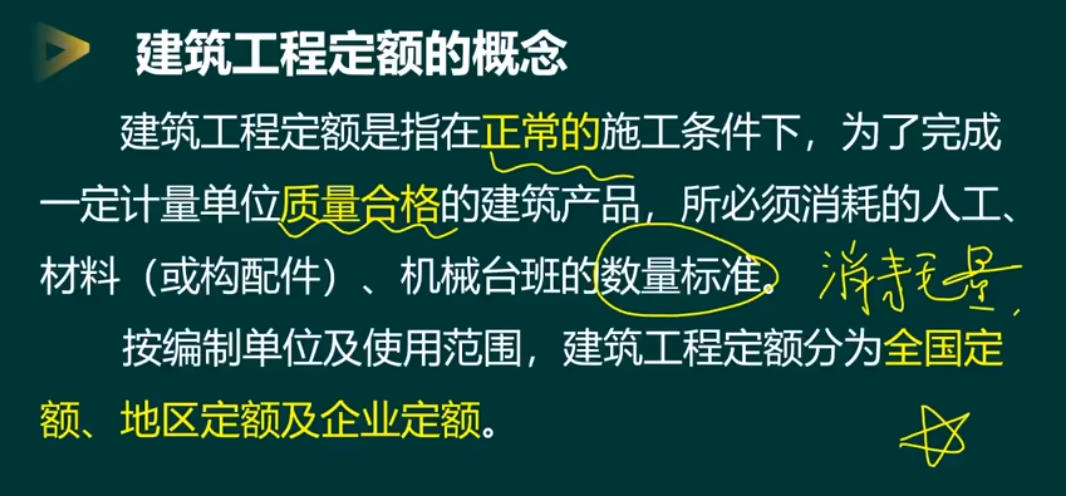 建筑工程定额的概念
建筑工程定额是指在正常的施工条件下，为了完成
一定计量单位质量合格的建筑产品，所必须消耗的人工、
材料（或构配件）、机械台班的数量标准。 消耗量
按编制单位及使用范围，建筑工程定额分为全国定
额、地区定额及企业定额。